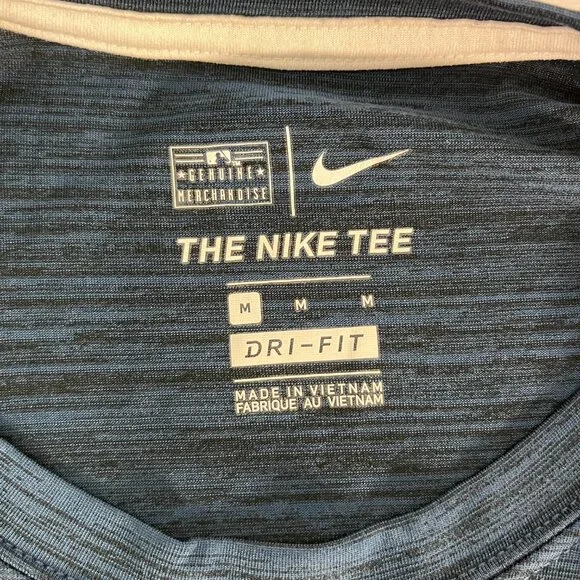 GENUINE
MERCHANDISE
THE NIKE TEE
M M M
DRI-FIT
MADE IN VIETNAM
FABRIQUE AU VIETNAM